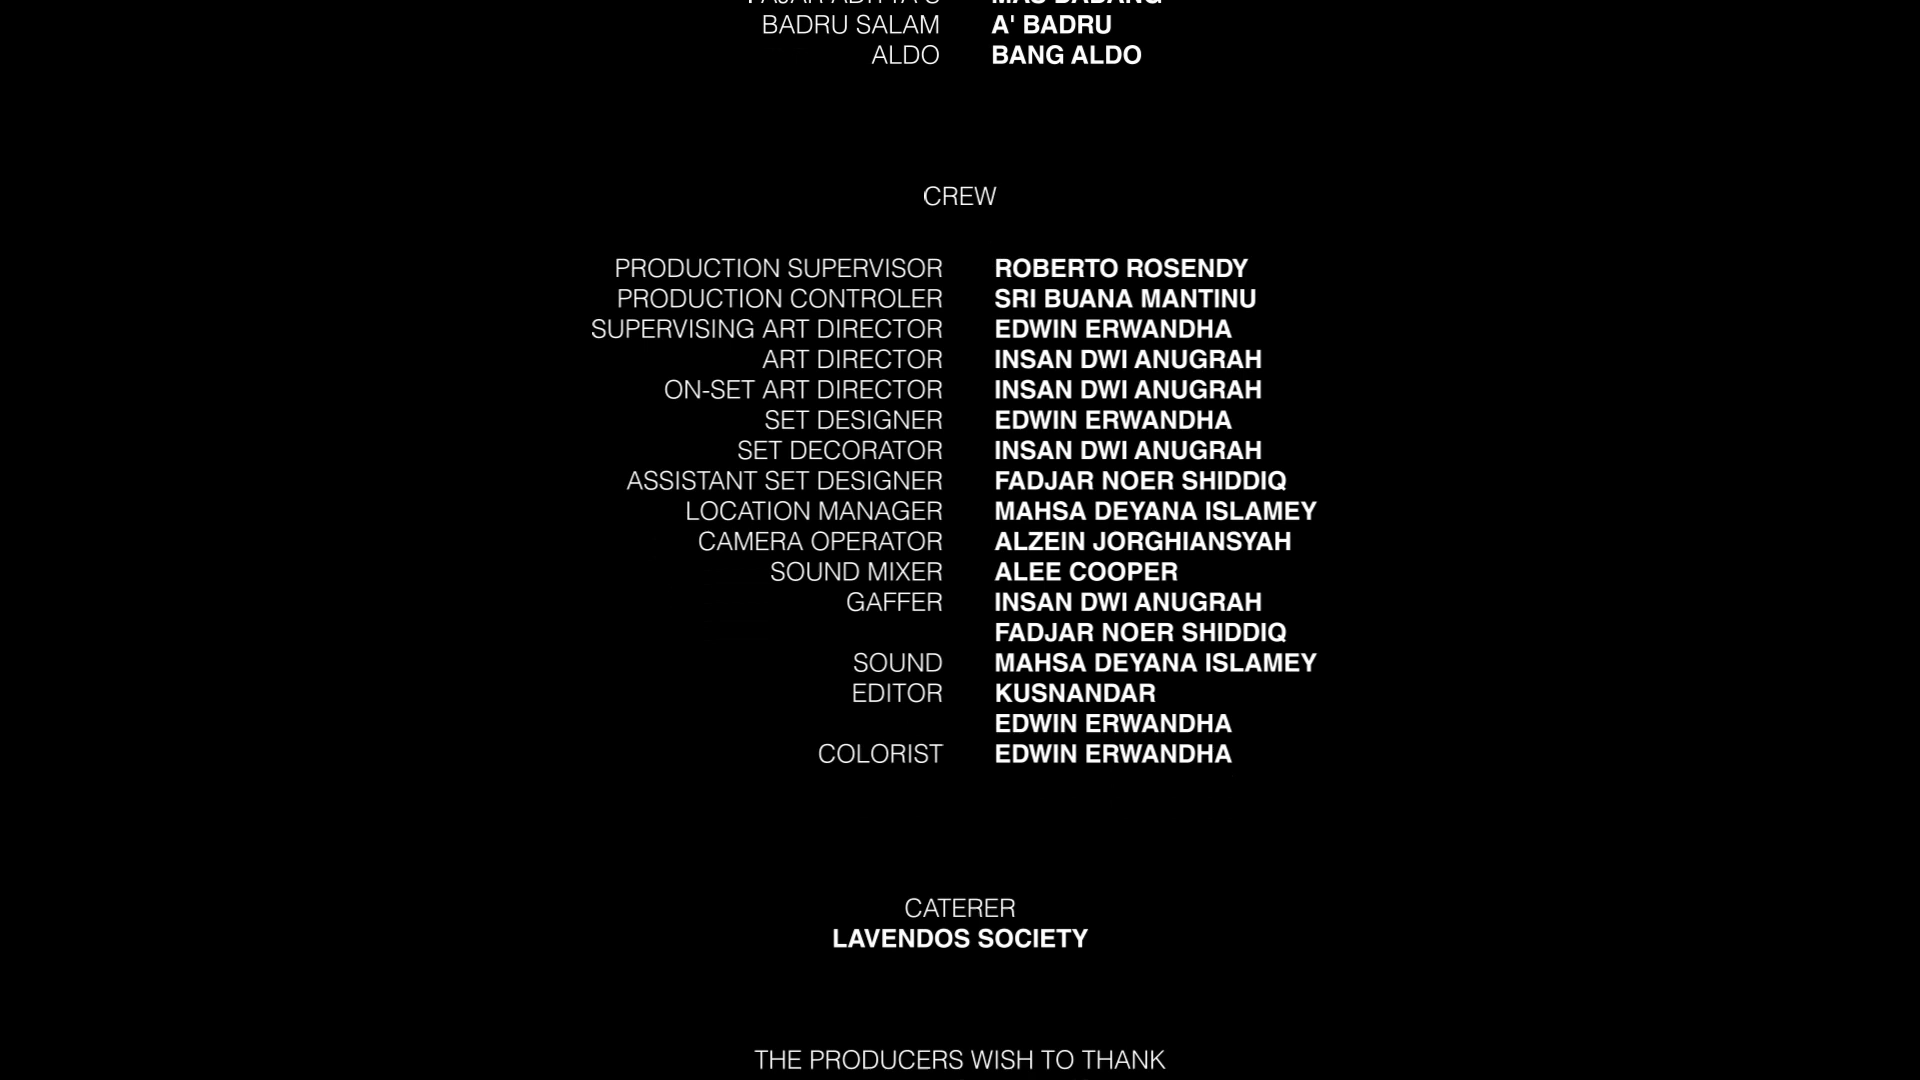 FAJAR ADITYA S MAS DADANG
BADRU SALAM A' BADRU
ALDO BANG ALDO
CREW
PRODUCTION SUPERVISOR ROBERTO ROSENDY
PRODUCTION CONTROLER SRI BUANA MANTINU
SUPERVISING ART DIRECTOR EDWIN ERWANDHA
ART DIRECTOR INSAN DWI ANUGRAH
ON-SET ART DIRECTOR INSAN DWI ANUGRAH
SET DESIGNER EDWIN ERWANDHA
SET DECORATOR INSAN DWI ANUGRAH
ASSISTANT SET DESIGNER FADJAR NOER SHIDDIQ
LOCATION MANAGER MAHSA DEYANA ISLAMEY
CAMERA OPERATOR ALZEIN JORGHIANSYAH
SOUND MIXER ALEE COOPER
GAFFER INSAN DWI ANUGRAH
FADJAR NOER SHIDDIQ
SOUND MAHSA DEYANA ISLAMEY
EDITOR KUSNANDAR
EDWIN ERWANDHA
COLORIST EDWIN ERWANDHA
CATERER
LAVENDOS SOCIETY
THE PRODUCERS WISH TO THANK